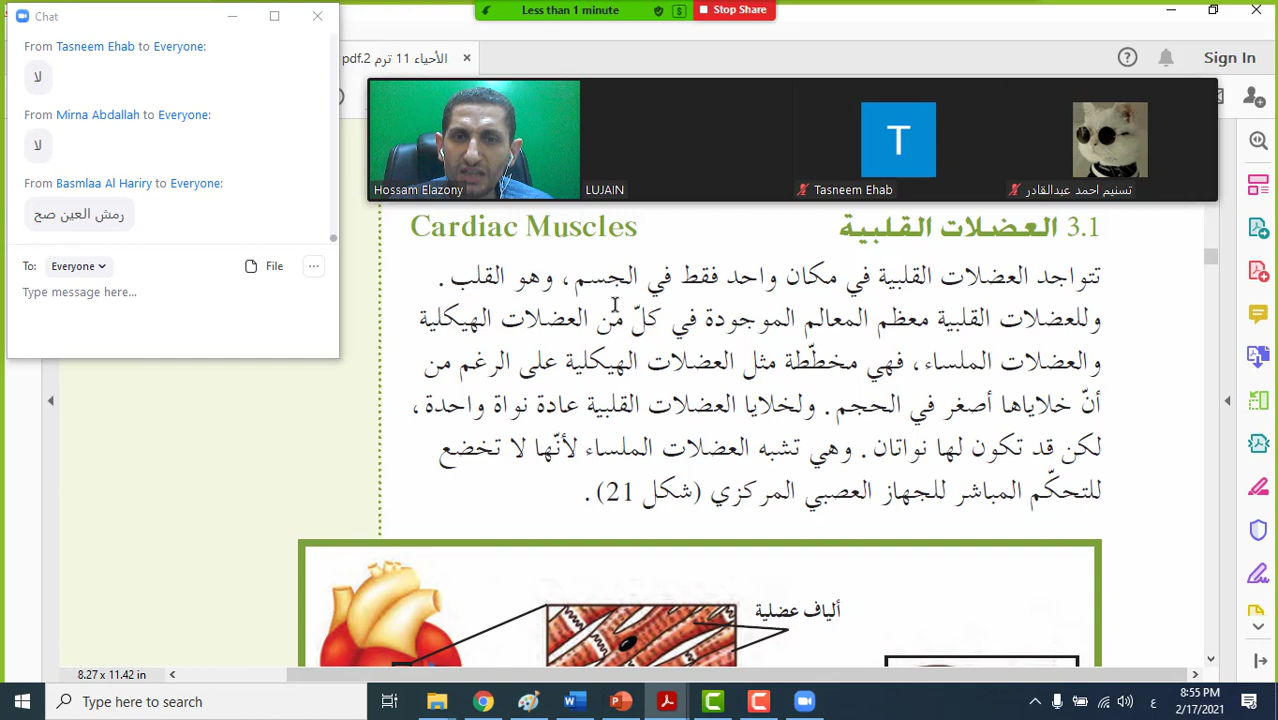 Chat
From Tasneem Ehab to Everyone:
لا
From Mirna Abdallah to Everyone:
لا
From Basmlaa Al Hariry to Everyone:
رمش العين صح
To: Everyone
File
Type message here...
Less than 1 minute
Stop Share
الأحياء 11 ترم 2.pdf
Sign In
Hossam Elazony
LUJAIN
T
Tasneem Ehab
تسنيم احمد عبدالقادر
3.1 العضلات القلبية Cardiac Muscles
تتواجد العضلات القلبية في مكان واحد فقط في الجسم، وهو القلب.
وللعضلات القلبية معظم المعالم الموجودة في كلّ من العضلات الهيكلية
والعضلات الملساء، فهي مخططّة مثل العضلات الهيكلية على الرغم من
أنّ خلاياها أصغر في الحجم. ولخلايا العضلات القلبية عادة نواة واحدة،
لكن قد تكون لها نواتان. وهي تشبه العضلات الملساء لأنّها لا تخضع
للتحكّم المباشر للجهاز العصبي المركزي (شكل 21).
ألياف عضلية
8.27 x 11.42 in
Type here to search
ع
8:55 PM
2/17/2021